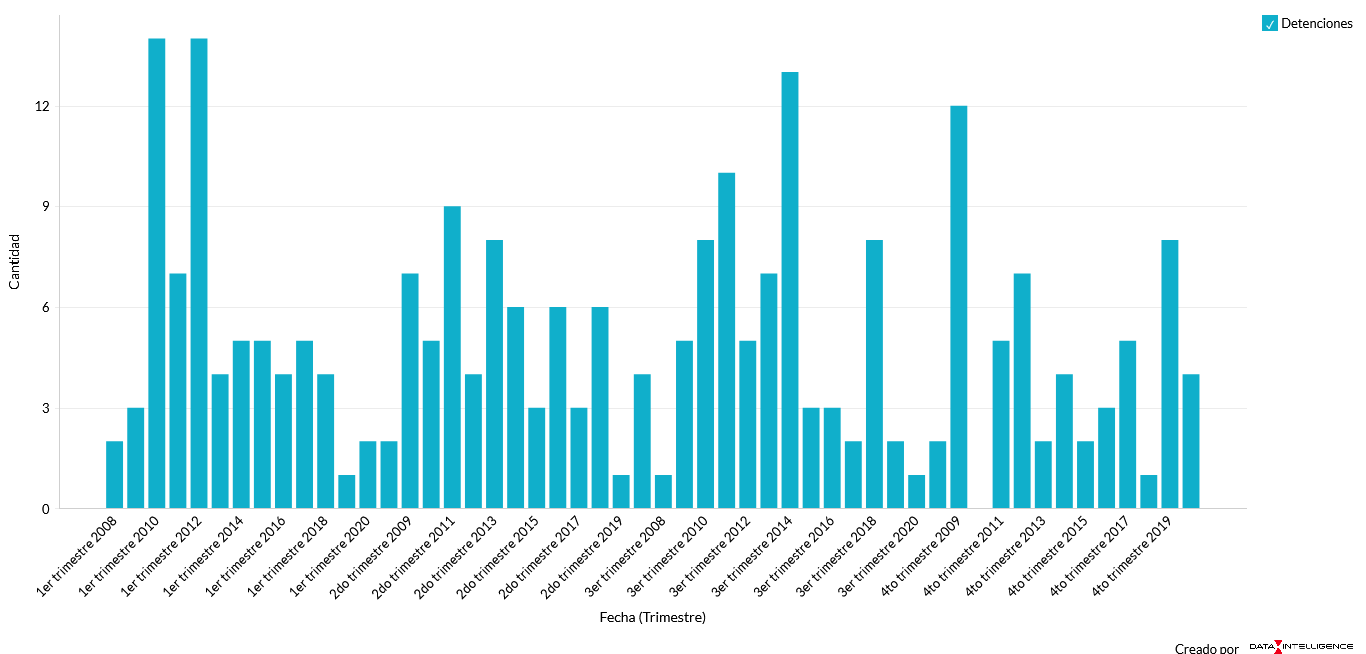 Detenciones
12
9
6
3
0
Cantidad
1er trimestre 2008
1er trimestre 2010
1er trimestre 2012
1er trimestre 2014
1er trimestre 2016
1er trimestre 2018
1er trimestre 2020
2do trimestre 2009
2do trimestre 2011
2do trimestre 2013
2do trimestre 2015
2do trimestre 2017
2do trimestre 2019
3er trimestre 2008
3er trimestre 2010
3er trimestre 2012
3er trimestre 2014
3er trimestre 2016
3er trimestre 2018
3er trimestre 2020
4to trimestre 2009
4to trimestre 2011
4to trimestre 2013
4to trimestre 2015
4to trimestre 2017
4to trimestre 2019
Fecha (Trimestre)
Creado por DATA INTELLIGENCE